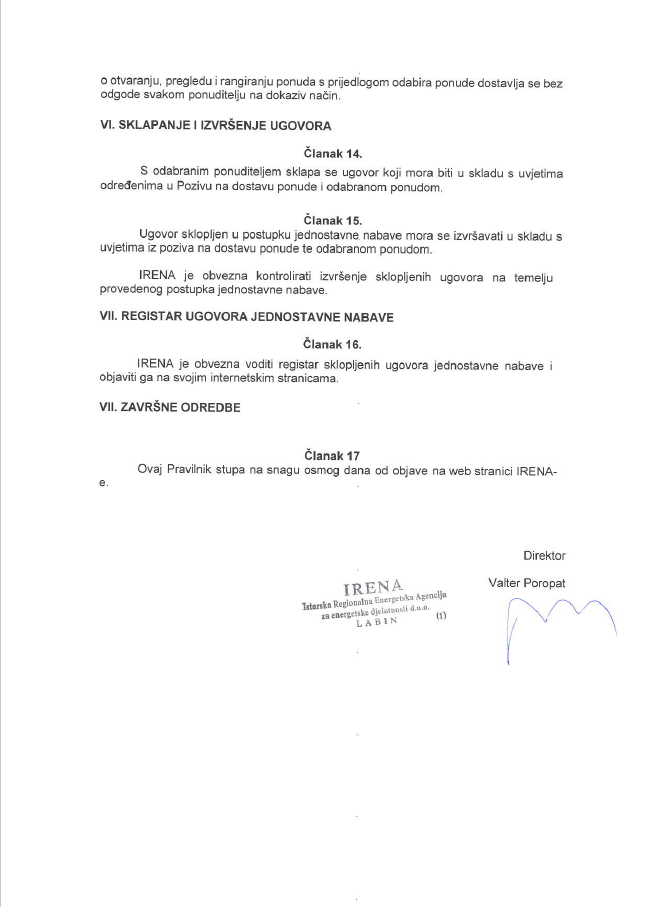 o otvaranju, pregledu i rangiranju ponuda s prijedlogom odabira ponude dostavlja se bez
odgode svakom ponuditelju na dokaziv način.
VI. SKLAPANJE I IZVRŠENJE UGOVORA
Članak 14.
S odabranim ponuditeljem sklapa se ugovor koji mora biti u skladu s uvjetima
određenima u Pozivu na dostavu ponude i odabranom ponudom.
Članak 15.
Ugovor sklopljen u postupku jednostavne nabave mora se izvršavati u skladu s
uvjetima iz poziva na dostavu ponude te odabranom ponudom.
IRENA je obvezna kontrolirati izvršenje sklopljenih ugovora na temelju
provedenog postupka jednostavne nabave.
VII. REGISTAR UGOVORA JEDNOSTAVNE NABAVE
Članak 16.
IRENA je obvezna voditi registar sklopljenih ugovora jednostavne nabave i
objaviti ga na svojim internetskim stranicama.
VII. ZAVRŠNE ODREDBE
Članak 17
Ovaj Pravilnik stupa na snagu osmog dana od objave na web stranici IRENA-
e.
Direktor
Valter Poropat
IRENA
Istarska Regionalna Energetska Agencija
za energetske djelatnosti d.o.o.
LABIN (1)